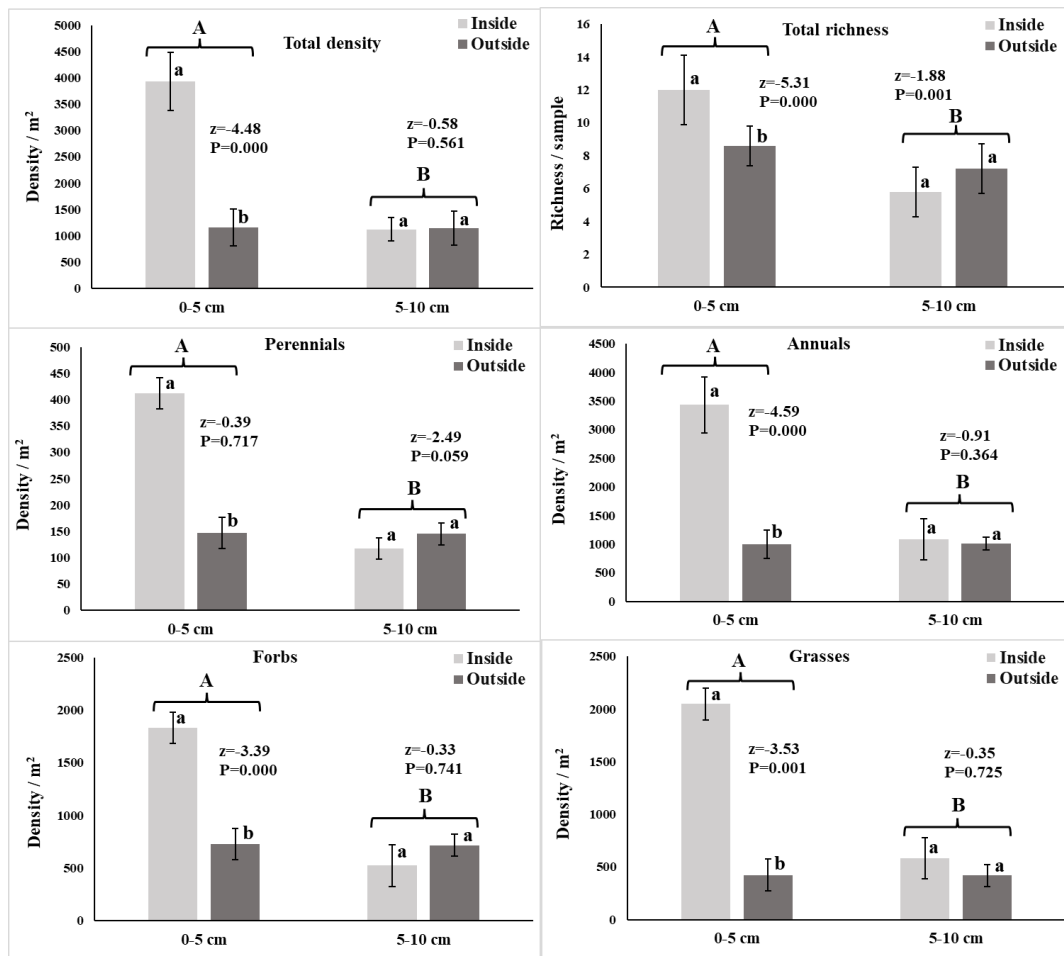 Total density
Inside
Outside
A
a
b
z=-4.48
P=0.000
z=-0.58
P=0.561
B
a
a
Density / m²
5000
4500
4000
3500
3000
2500
2000
1500
1000
500
0
0-5 cm
5-10 cm
Total richness
Inside
Outside
A
a
b
z=-5.31
P=0.000
z=-1.88
P=0.001
B
a
a
Richness / sample
16
14
12
10
8
6
4
2
0
0-5 cm
5-10 cm
Perennials
Inside
Outside
A
a
b
z=-0.39
P=0.717
z=-2.49
P=0.059
B
a
a
Density / m²
500
450
400
350
300
250
200
150
100
50
0
0-5 cm
5-10 cm
Annuals
Inside
Outside
A
a
b
z=-4.59
P=0.000
z=-0.91
P=0.364
B
a
a
Density / m²
4500
4000
3500
3000
2500
2000
1500
1000
500
0
0-5 cm
5-10 cm
Forbs
Inside
Outside
A
a
b
z=-3.39
P=0.000
z=-0.33
P=0.741
B
a
a
Density / m²
2500
2000
1500
1000
500
0
0-5 cm
5-10 cm
Grasses
Inside
Outside
A
a
b
z=-3.53
P=0.001
z=-0.35
P=0.725
B
a
a
Density / m²
2500
2000
1500
1000
500
0
0-5 cm
5-10 cm